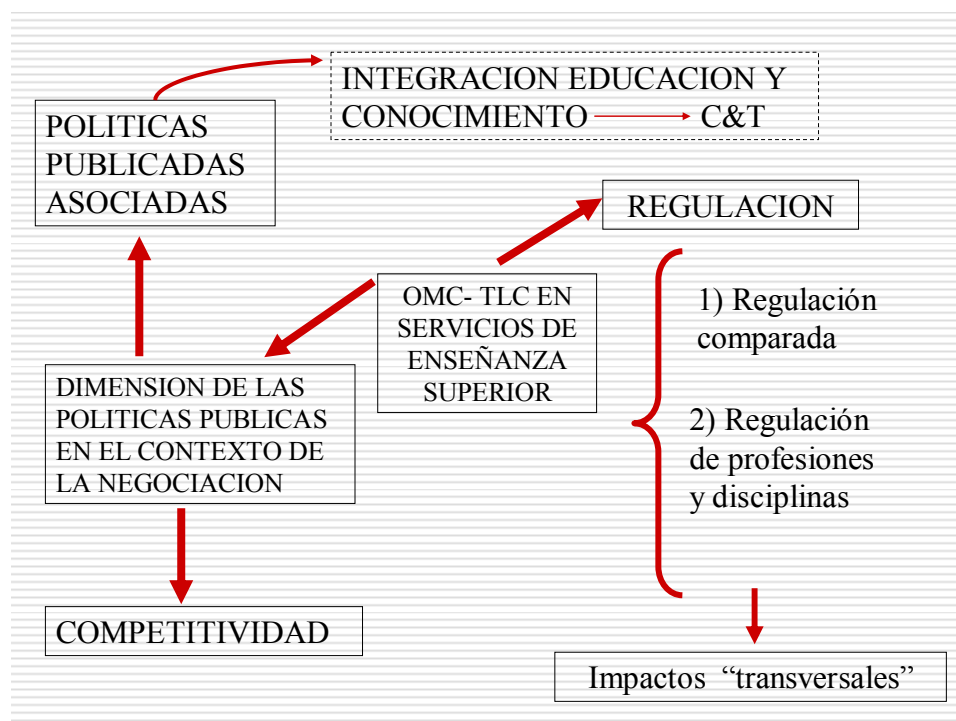 INTEGRACION EDUCACION Y
CONOCIMIENTO C&T
POLITICAS
PUBLICADAS
ASOCIADAS
REGULACION
OMC- TLC EN
SERVICIOS DE
ENSEÑANZA
SUPERIOR
1) Regulación
comparada
DIMENSION DE LAS
POLITICAS PUBLICAS
EN EL CONTEXTO DE
LA NEGOCIACION
2) Regulación
de profesiones
y disciplinas
COMPETITIVIDAD
Impactos “transversales”